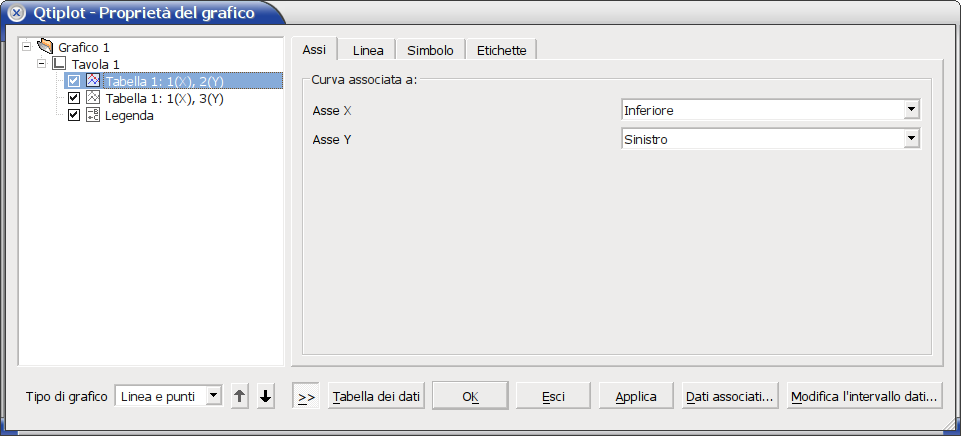 Qtiplot - Proprietà del grafico
Grafico 1
Tavola 1
Tabella 1: 1(X), 2(Y)
Tabella 1: 1(X), 3(Y)
Legenda
Assi Linea Simbolo Etichette
Curva associata a:
Asse X Inferiore
Asse Y Sinistro
Tipo di grafico Linea e punti >> Tabella dei dati OK Esci Applica Dati associati... Modifica l'intervallo dati...